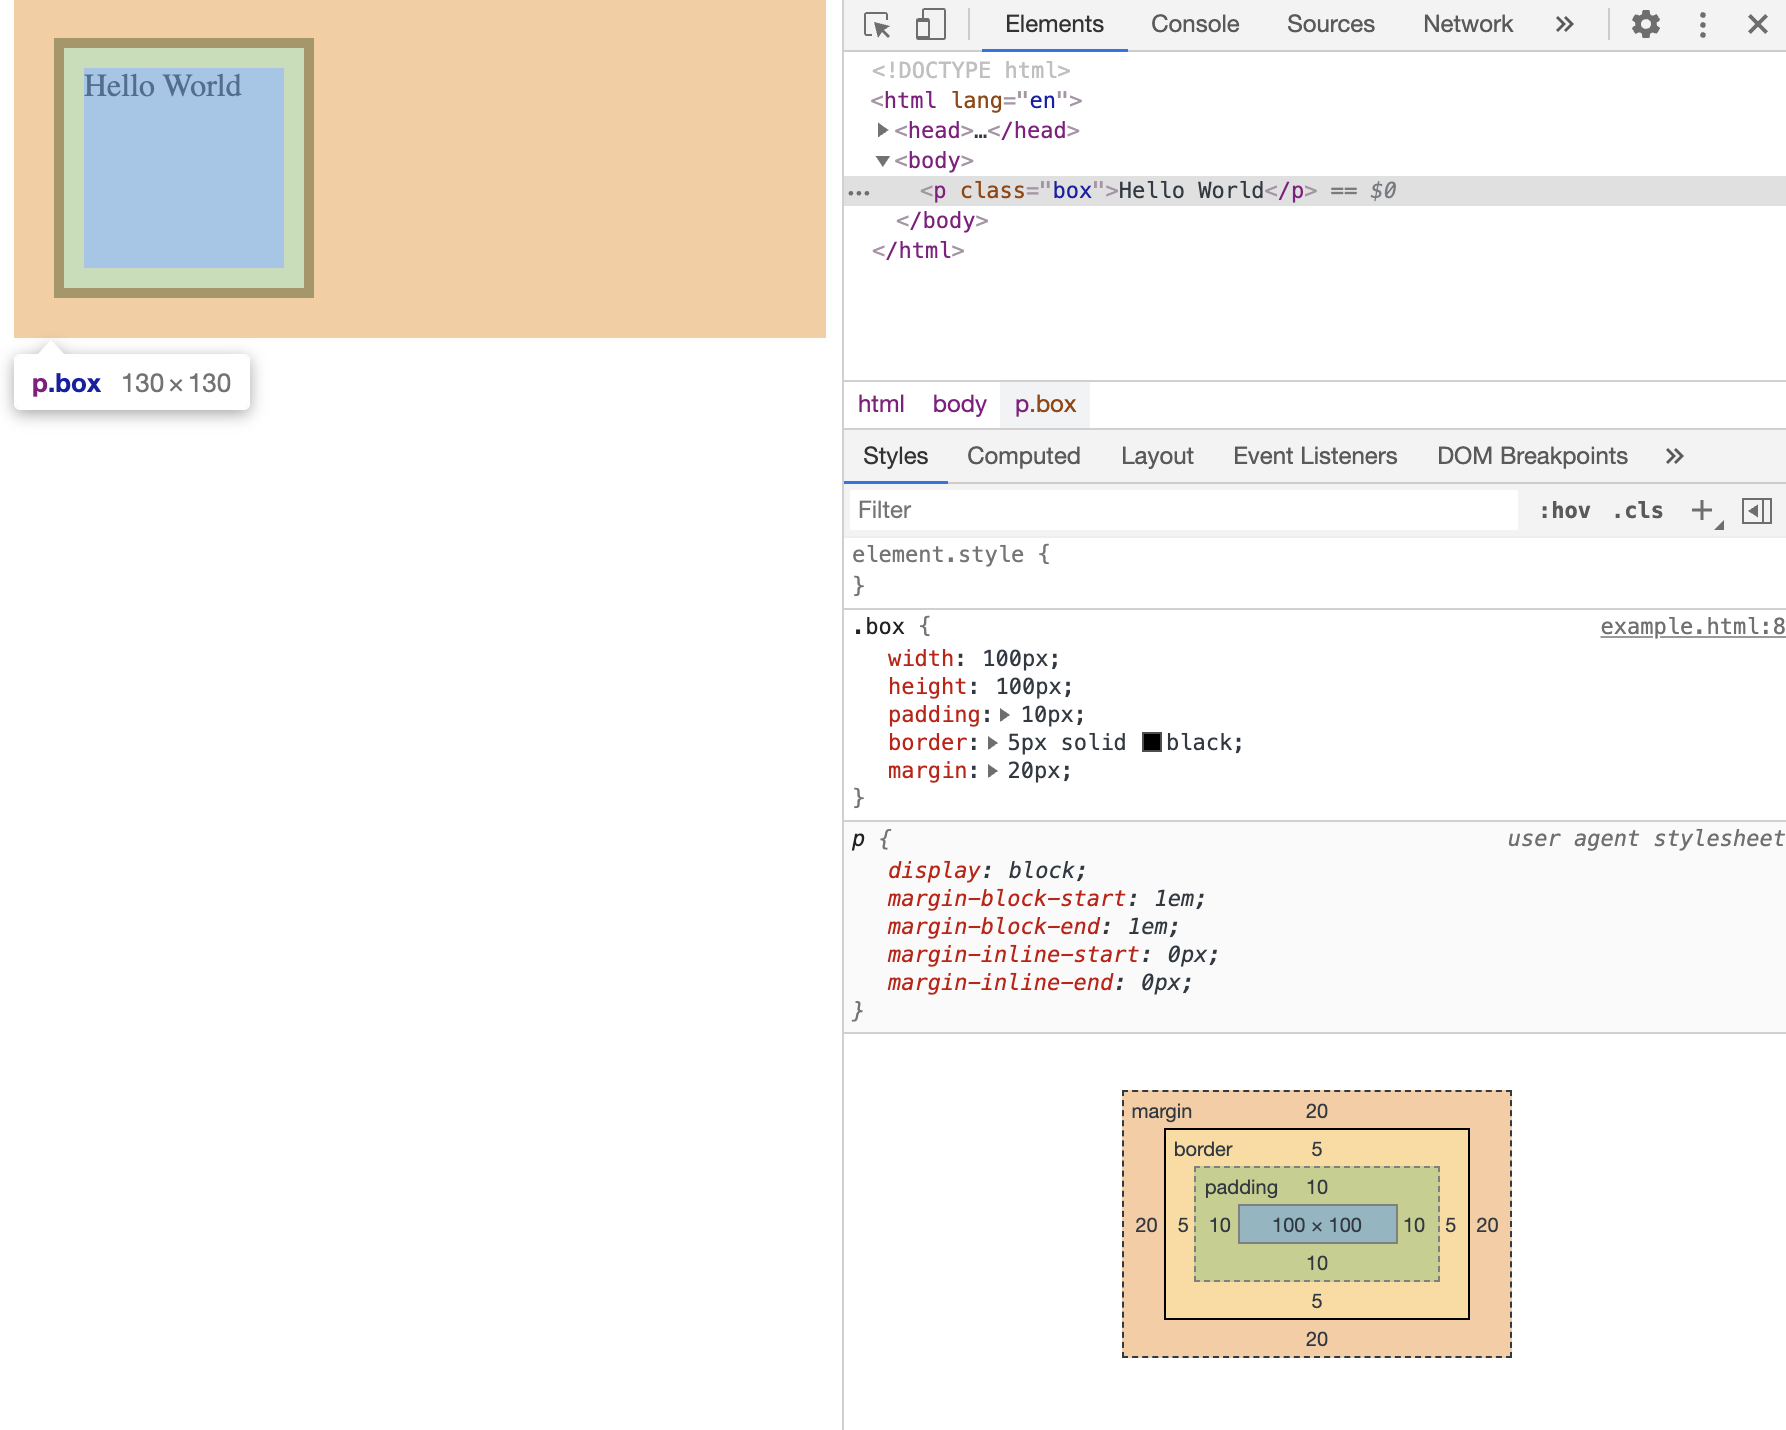 Hello World
p.box 130 × 130
Elements Console Sources Network »
<!DOCTYPE html>
<html lang="en">
<head>…</head>
<body>
… <p class="box">Hello World</p> == $0
</body>
</html>
html body p.box
Styles Computed Layout Event Listeners DOM Breakpoints »
Filter :hov .cls +
element.style {
}
.box { example.html:8
width: 100px;
height: 100px;
padding: 10px;
border: 5px solid black;
margin: 20px;
}
p { user agent stylesheet
display: block;
margin-block-start: 1em;
margin-block-end: 1em;
margin-inline-start: 0px;
margin-inline-end: 0px;
}
margin 20
border 5
padding 10
20 5 10 100 × 100 10 5 20
10
5
20